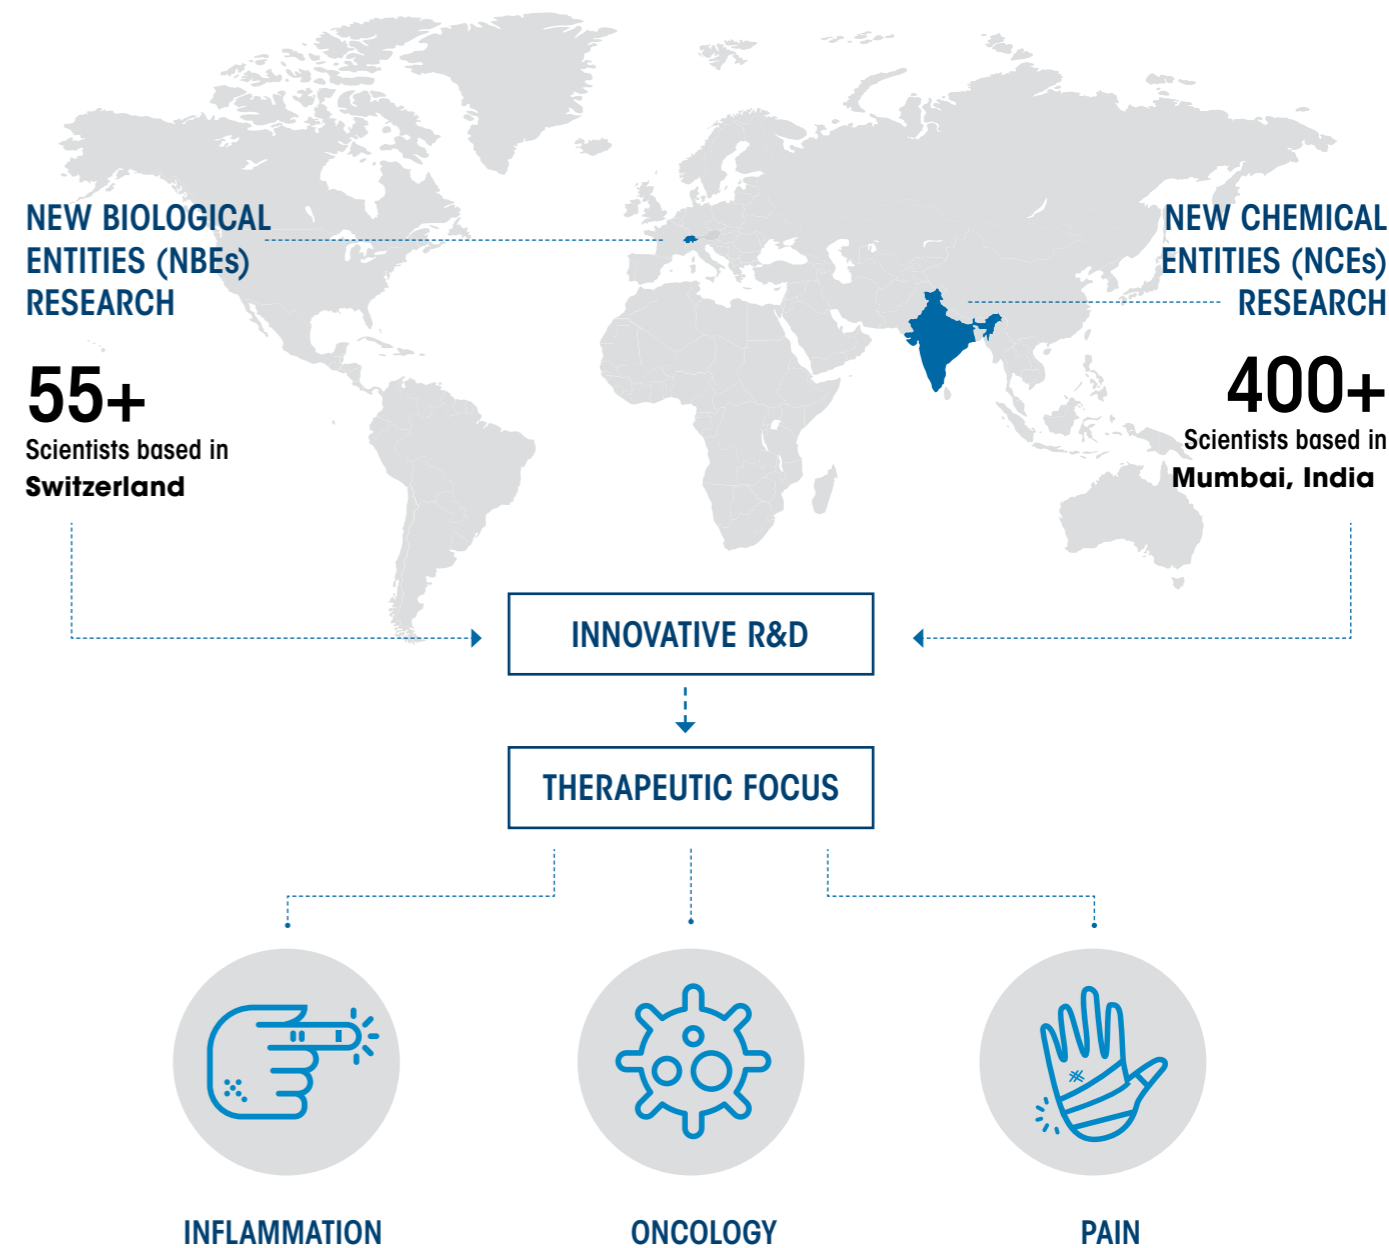 NEW BIOLOGICAL
ENTITIES (NBEs)
RESEARCH
55+
Scientists based in
Switzerland
NEW CHEMICAL
ENTITIES (NCEs)
RESEARCH
400+
Scientists based in
Mumbai, India
INNOVATIVE R&D
THERAPEUTIC FOCUS
INFLAMMATION
ONCOLOGY
PAIN